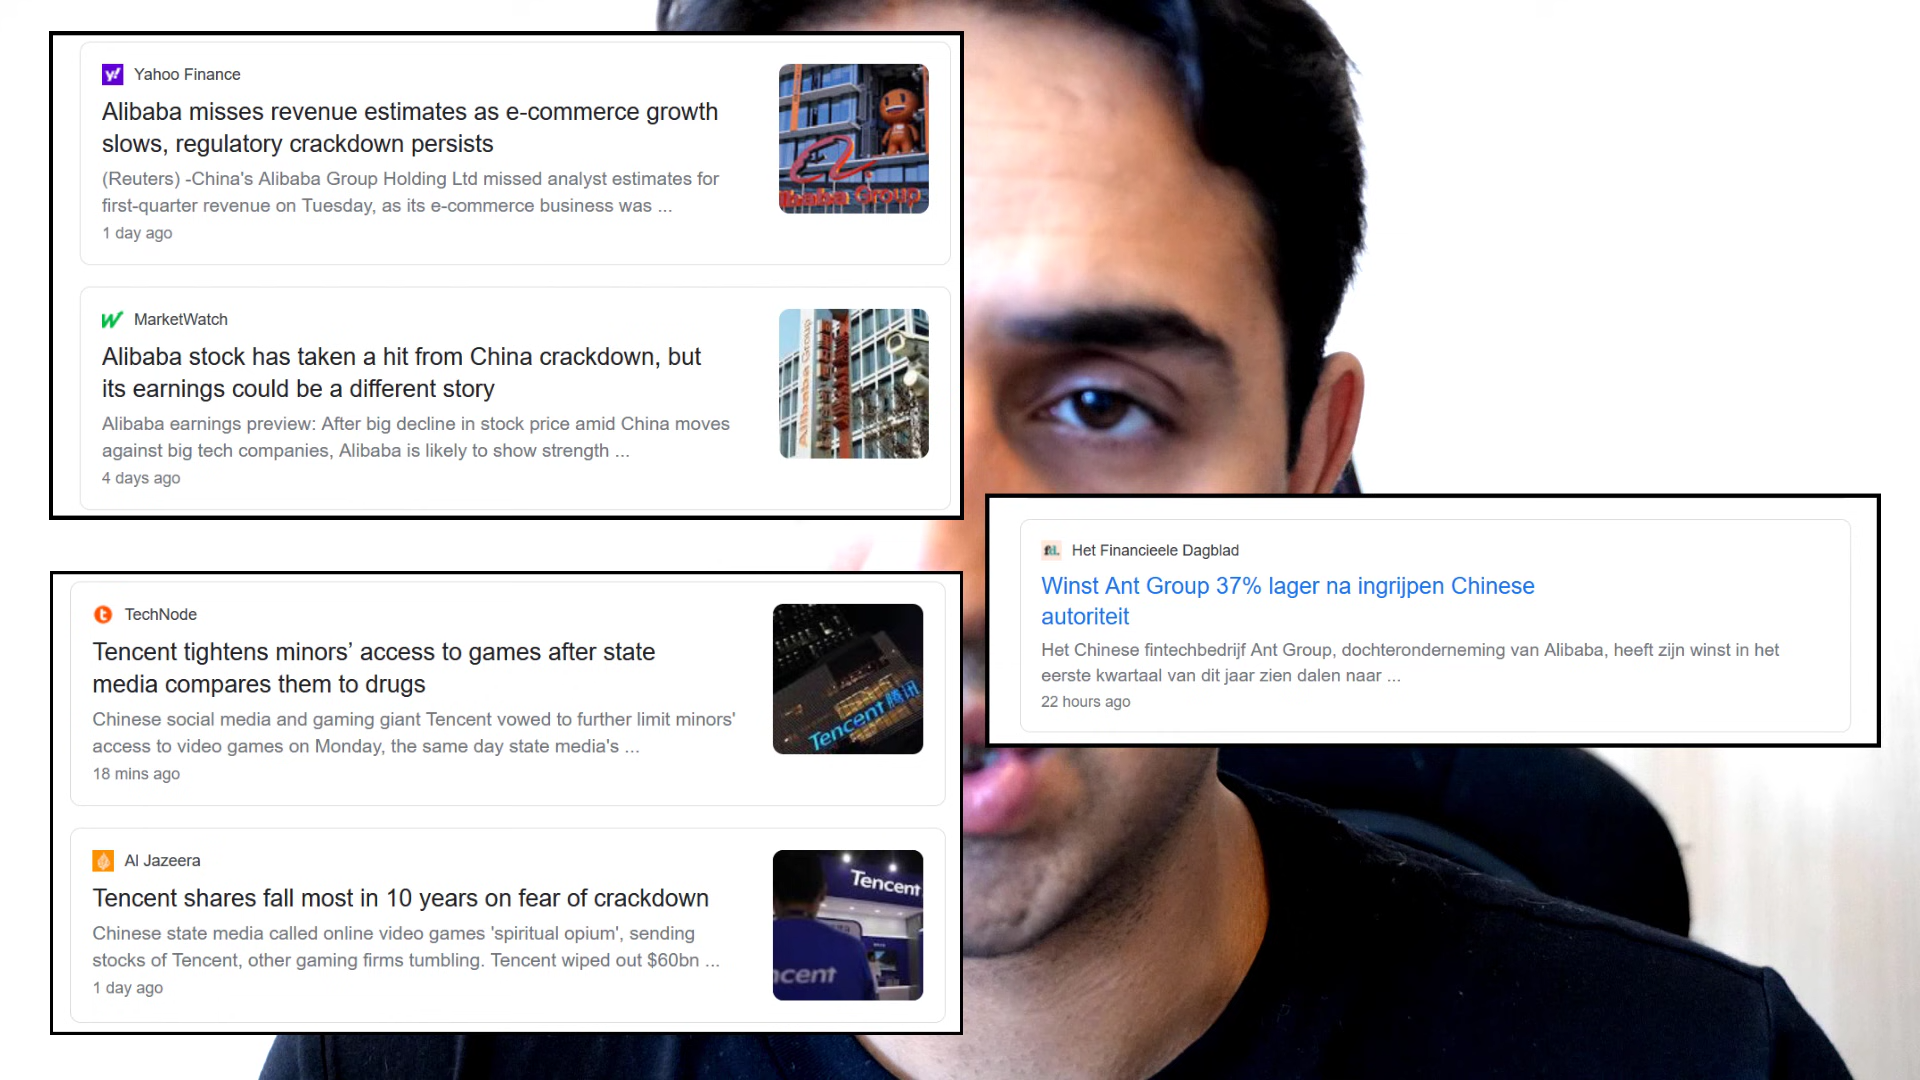 Yahoo Finance
Alibaba misses revenue estimates as e-commerce growth
slows, regulatory crackdown persists
(Reuters) -China's Alibaba Group Holding Ltd missed analyst estimates for
first-quarter revenue on Tuesday, as its e-commerce business was ...
1 day ago
Alibaba Group
MarketWatch
Alibaba stock has taken a hit from China crackdown, but
its earnings could be a different story
Alibaba earnings preview: After big decline in stock price amid China moves
against big tech companies, Alibaba is likely to show strength ...
4 days ago
Alibaba Group
TechNode
Tencent tightens minors’ access to games after state
media compares them to drugs
Chinese social media and gaming giant Tencent vowed to further limit minors'
access to video games on Monday, the same day state media's ...
18 mins ago
Tencent 腾讯
Al Jazeera
Tencent shares fall most in 10 years on fear of crackdown
Chinese state media called online video games 'spiritual opium', sending
stocks of Tencent, other gaming firms tumbling. Tencent wiped out $60bn ...
1 day ago
Tencent
ncent
fd.
Het Financieele Dagblad
Winst Ant Group 37% lager na ingrijpen Chinese
autoriteit
Het Chinese fintechbedrijf Ant Group, dochteronderneming van Alibaba, heeft zijn winst in het
eerste kwartaal van dit jaar zien dalen naar ...
22 hours ago